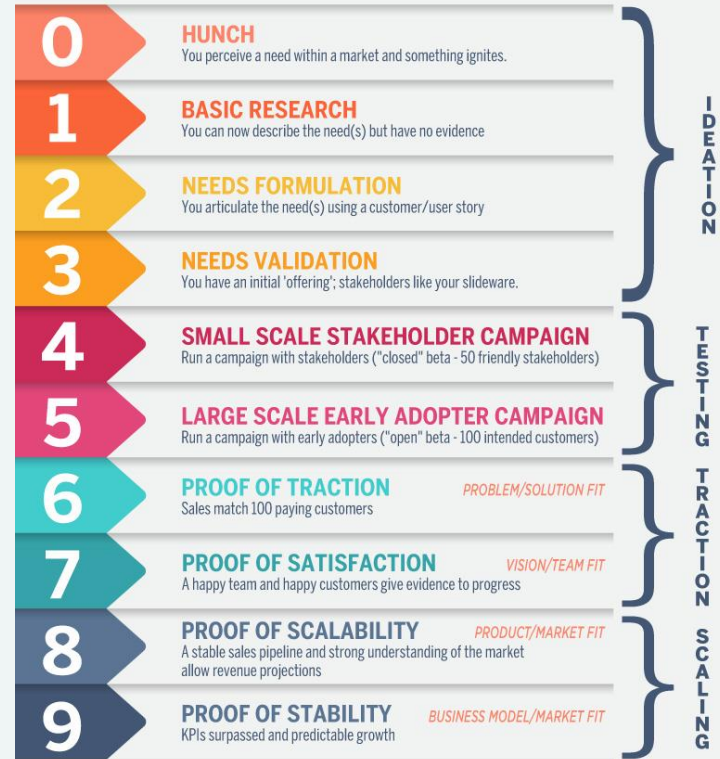 0
HUNCH
You perceive a need within a market and something ignites.
1
BASIC RESEARCH
You can now describe the need(s) but have no evidence
2
NEEDS FORMULATION
You articulate the need(s) using a customer/user story
3
NEEDS VALIDATION
You have an initial 'offering'; stakeholders like your slideware.
IDEATION
4
SMALL SCALE STAKEHOLDER CAMPAIGN
Run a campaign with stakeholders ("closed" beta - 50 friendly stakeholders)
5
LARGE SCALE EARLY ADOPTER CAMPAIGN
Run a campaign with early adopters ("open" beta - 100 intended customers)
TESTING
6
PROOF OF TRACTION PROBLEM/SOLUTION FIT
Sales match 100 paying customers
7
PROOF OF SATISFACTION VISION/TEAM FIT
A happy team and happy customers give evidence to progress
TRACTION
8
PROOF OF SCALABILITY PRODUCT/MARKET FIT
A stable sales pipeline and strong understanding of the market
allow revenue projections
9
PROOF OF STABILITY BUSINESS MODEL/MARKET FIT
KPIs surpassed and predictable growth
SCALING